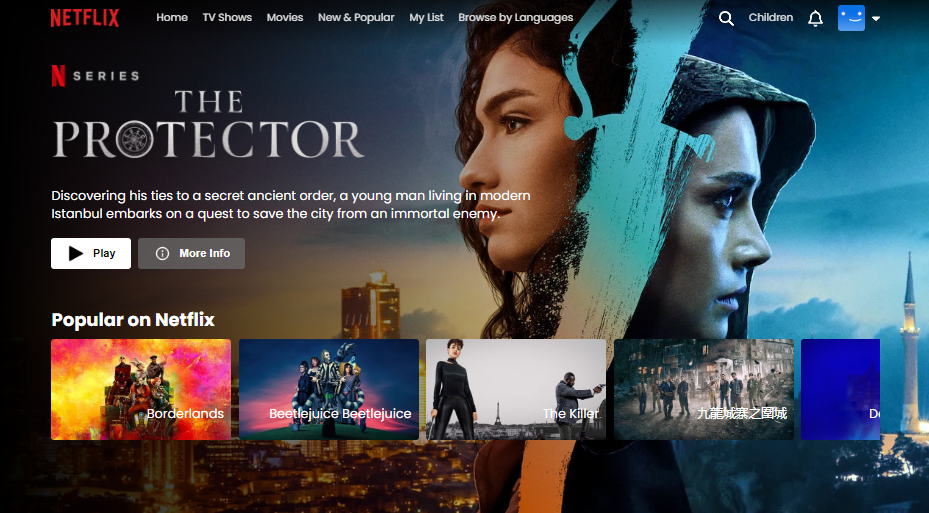 NETFLIX
Home TV Shows Movies New & Popular My List Browse by Languages Children
N SERIES
THE
PROTECTOR
Discovering his ties to a secret ancient order, a young man living in modern
Istanbul embarks on a quest to save the city from an immortal enemy.
Play More Info
Popular on Netflix
Borderlands Beetlejuice Beetlejuice The Killer 九龍城寨之圍城